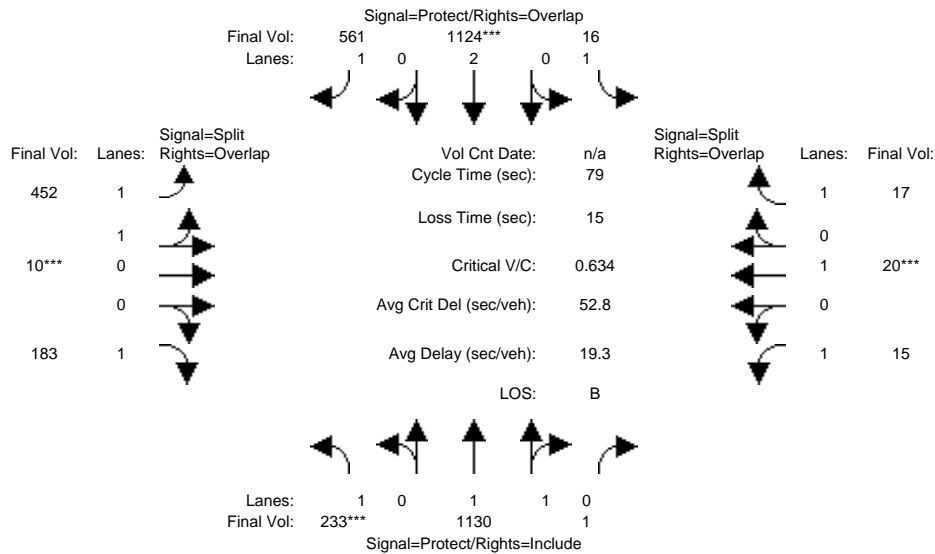 Signal=Protect/Rights=Overlap
Final Vol: 561 1124*** 16
Lanes: 1 0 2 0 1
Signal=Split Signal=Split
Final Vol: Lanes: Rights=Overlap Vol Cnt Date: n/a Rights=Overlap Lanes: Final Vol:
Cycle Time (sec): 79
452 1 1 17
Loss Time (sec): 15
1 0
10*** 0 Critical V/C: 0.634 1 20***
0 Avg Crit Del (sec/veh): 52.8 0
183 1 Avg Delay (sec/veh): 19.3 1 15
LOS: B
Lanes: 1 0 1 1 0
Final Vol: 233*** 1130 1
Signal=Protect/Rights=Include